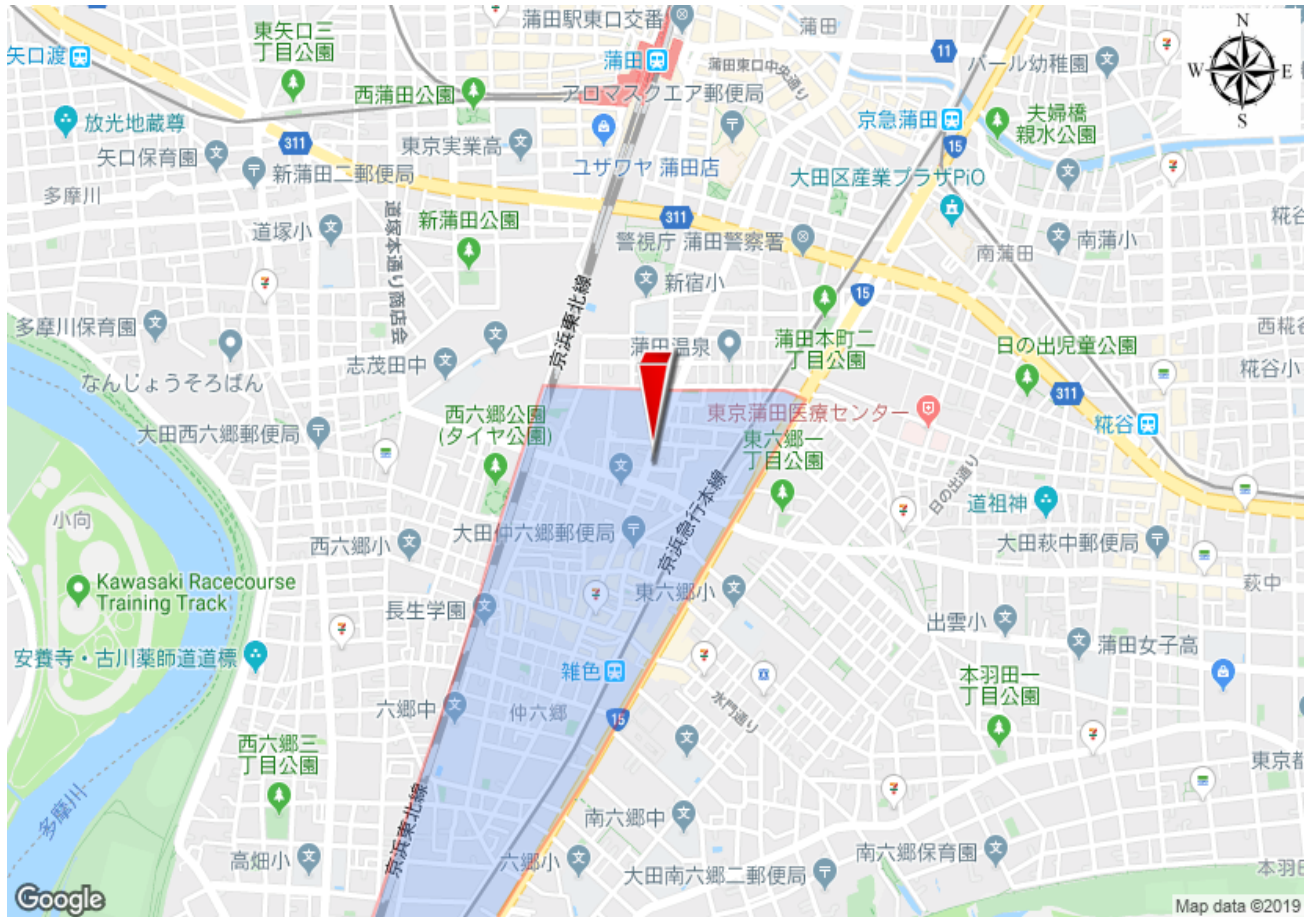 蒲田駅東口交番
蒲田
東矢口三
丁目公園
矢口渡
蒲田
11
パール幼稚園
N
W
E
S
蒲田東口中央通り
西蒲田公園
アロマスクエア郵便局
放光地蔵尊
京急蒲田
夫婦橋
親水公園
311
東京実業高
15
矢口保育園
新蒲田二郵便局
ユザワヤ 蒲田店
大田区産業プラザPiO
多摩川
道塚本通り商店会
新蒲田公園
311
糀谷
道塚小
警視庁 蒲田警察署
南蒲田
南蒲小
京浜東北線
新宿小
15
多摩川保育園
蒲田温泉
蒲田本町二
丁目公園
西糀谷
日の出児童公園
志茂田中
なんじょうそろばん
糀谷小
311
西六郷公園
(タイヤ公園)
東京蒲田医療センター
糀谷
大田西六郷郵便局
東六郷一
丁目公園
日の出通り
京浜急行本線
道祖神
小向
大田仲六郷郵便局
西六郷小
大田萩中郵便局
Kawasaki Racecourse
Training Track
萩中
東六郷小
長生学園
出雲小
蒲田女子高
安養寺・古川薬師道道標
雑色
本羽田一
丁目公園
六郷中
仲六郷
15
水門通り
西六郷三
丁目公園
東京都
多摩川
京浜東北線
南六郷中
高畑小
六郷小
南六郷保育園
大田南六郷二郵便局
本羽田
Google
Map data ©2019